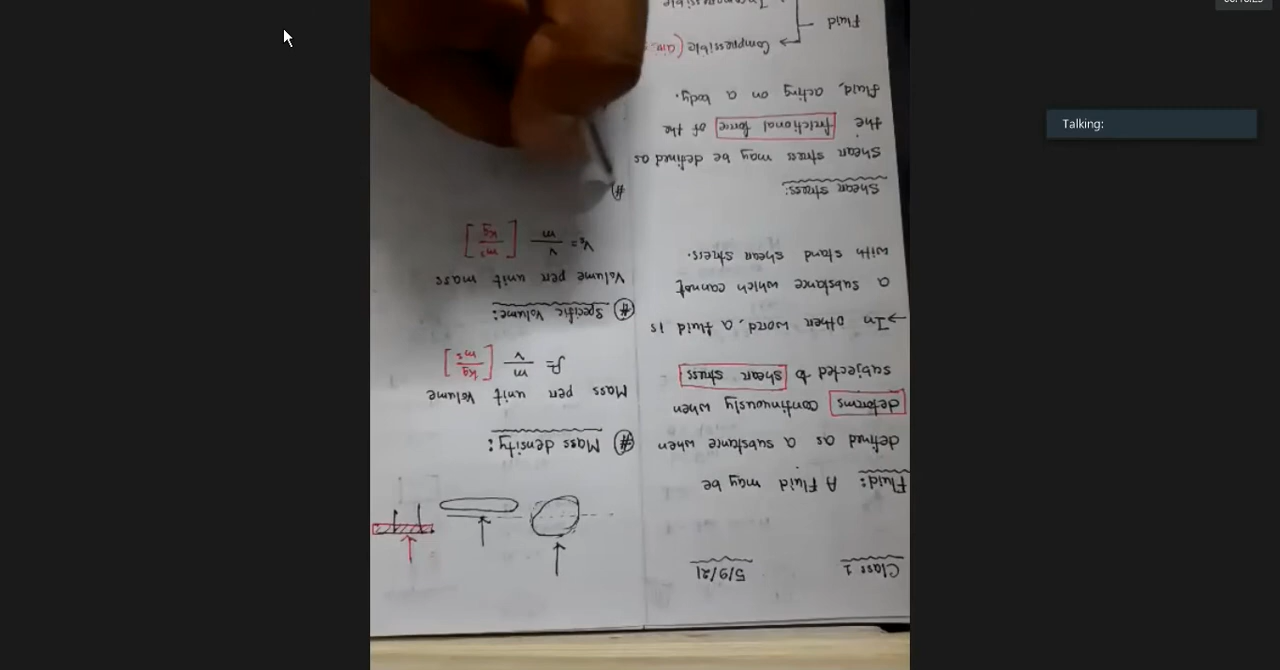 Talking:
Class 1
5/9/21
Fluid: A Fluid may be
defined as a substance when
deforms continuously when
subjected to shear stress
→ In other word, a fluid is
a substance which cannot
with stand shear stress.
Shear stress:
Shear stress may be defined as
the frictional force of the
fluid, acting on a body.
Fluid
Compressible (air
# Mass density:
Mass per unit Volume
ρ = m/v [kg/m³]
# Specific Volume:
Volume per unit mass
Vs = v/m [m³/kg]
#